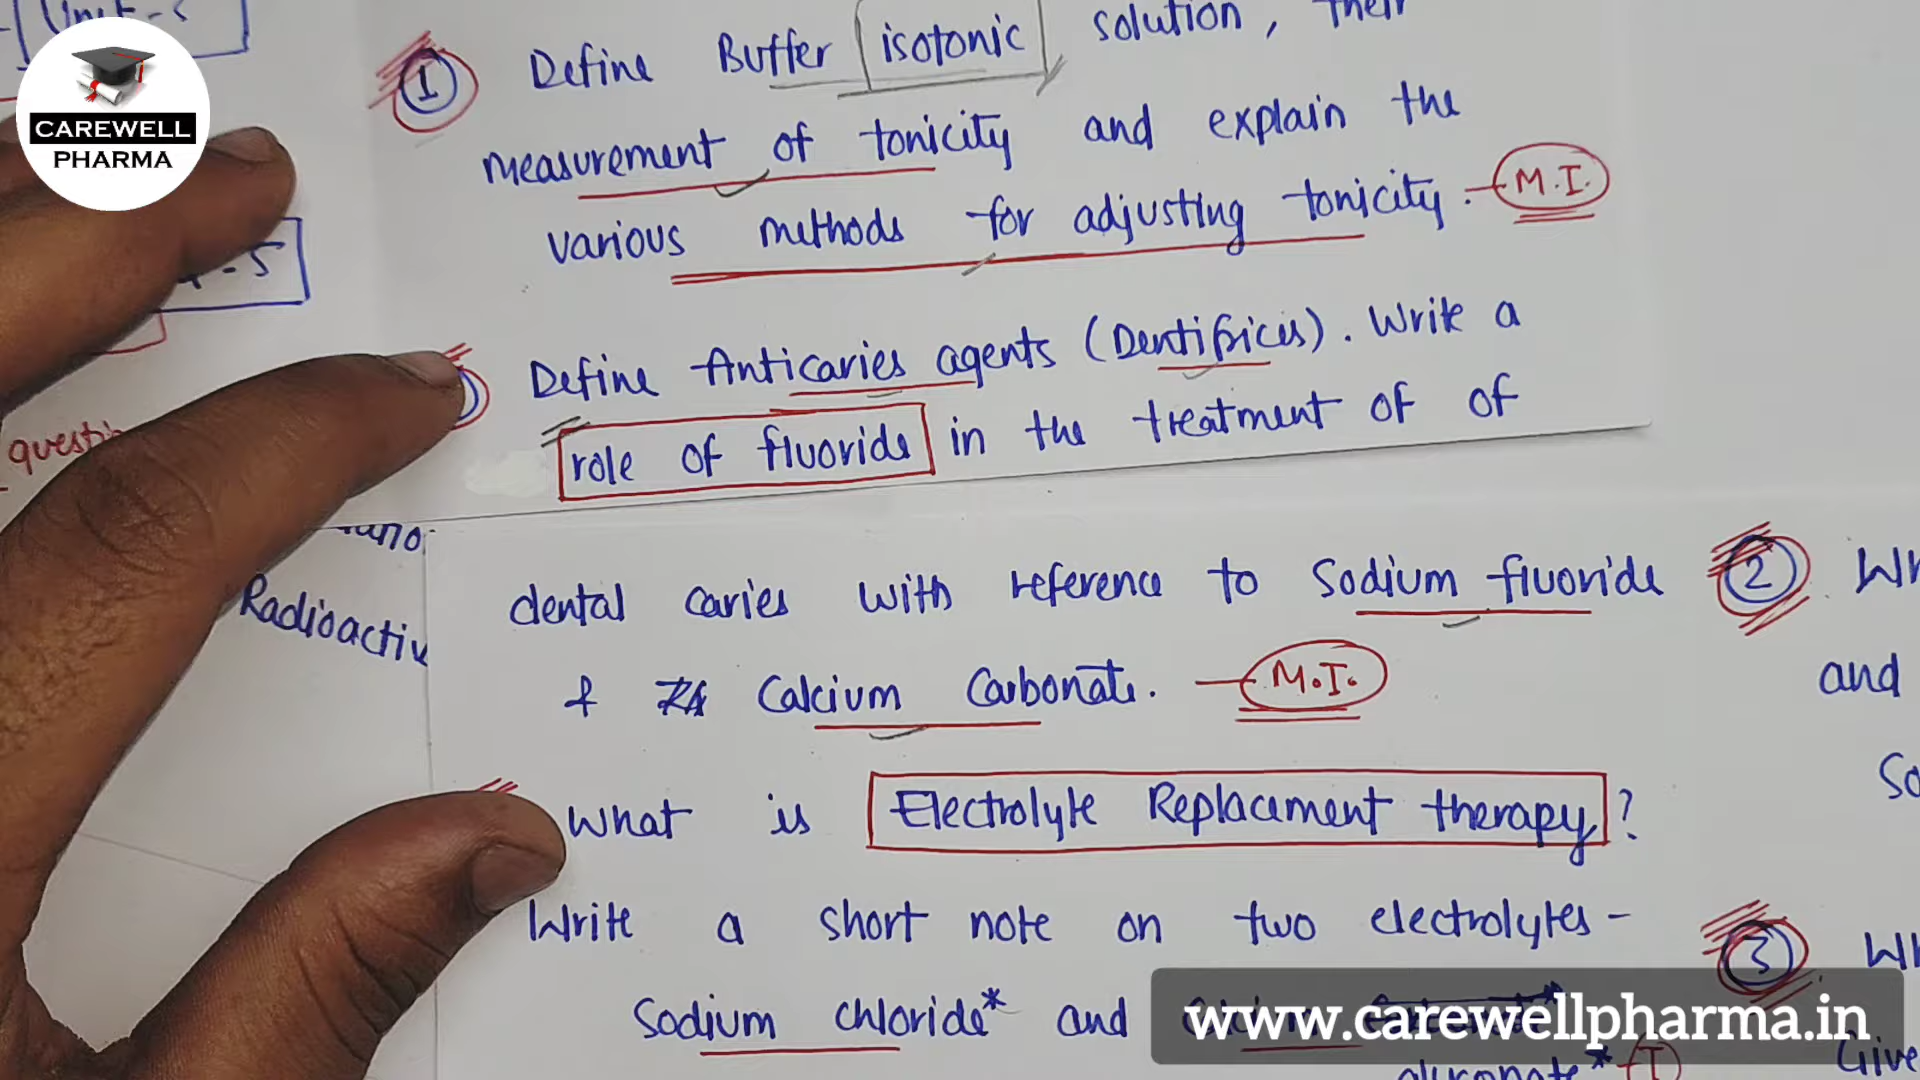 CAREWELL
PHARMA
1 Define Buffer isotonic solution, their
measurement of tonicity and explain the
various methods for adjusting tonicity. - M.I.
Define Anticaries agents (Dentifrices). Write a
role of fluoride in the treatment of of
dental caries with reference to Sodium fluoride
& Calcium Carbonate. - M.I.
What is Electrolyte Replacement therapy?
Write a short note on two electrolytes -
Sodium chloride* and
gluconate* - I
Radioactiv
2
and
So
3
Give
www.carewellpharma.in